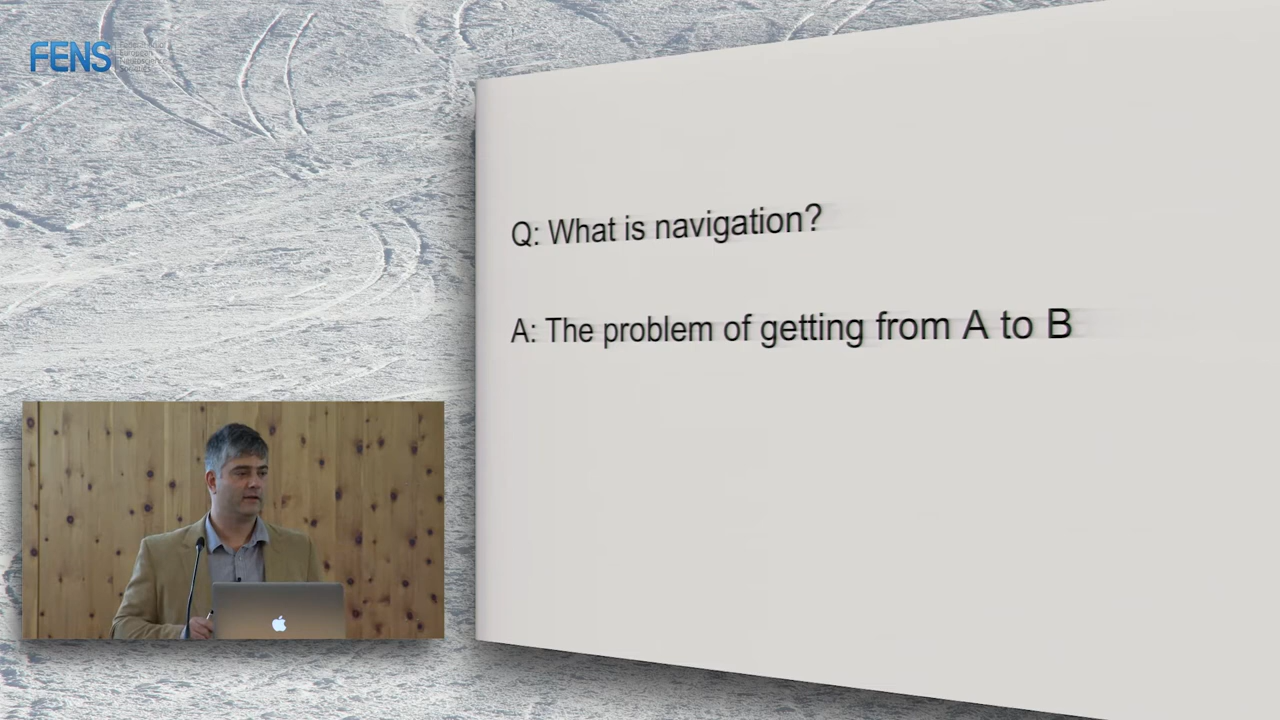 FENS
Q: What is navigation?
A: The problem of getting from A to B